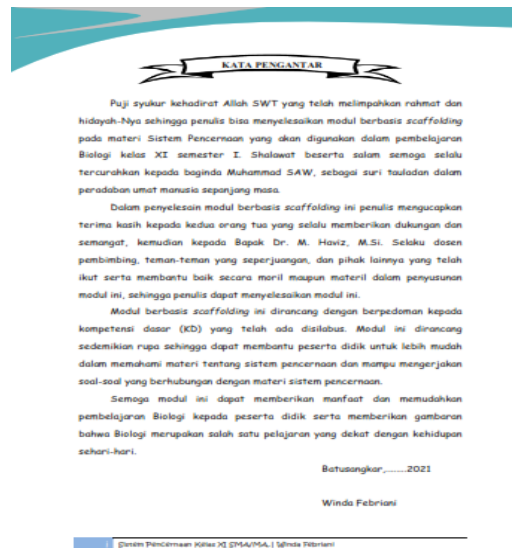 KATA PENGANTAR
Puji syukur kehadirat Allah SWT yang telah melimpahkan rahmat dan
hidayah-Nya sehingga penulis bisa menyelesaikan modul berbasis scaffolding
pada materi Sistem Pencernaan yang akan digunakan dalam pembelajaran
Biologi kelas XI semester I. Shalawat beserta salam semoga selalu
tercurahkan kepada baginda Muhammad SAW, sebagai suri tauladan dalam
peradaban umat manusia sepanjang masa.
Dalam penyelesain modul berbasis scaffolding ini penulis mengucapkan
terima kasih kepada kedua orang tua yang selalu memberikan dukungan dan
semangat, kemudian kepada Bapak Dr. M. Haviz, M.Si. Selaku dosen
pembimbing, teman-teman yang seperjuangan, dan pihak lainnya yang telah
ikut serta membantu baik secara moril maupun materil dalam penyusunan
modul ini, sehingga penulis dapat menyelesaikan modul ini.
Modul berbasis scaffolding ini dirancang dengan berpedoman kepada
kompetensi dasar (KD) yang telah ada disilabus. Modul ini dirancang
sedemikian rupa sehingga dapat membantu peserta didik untuk lebih mudah
dalam memahami materi tentang sistem pencernaan dan mampu mengerjakan
soal-soal yang berhubungan dengan materi sistem pencernaan.
Semoga modul ini dapat memberikan manfaat dan memudahkan
pembelajaran Biologi kepada peserta didik serta memberikan gambaran
bahwa Biologi merupakan salah satu pelajaran yang dekat dengan kehidupan
sehari-hari.
Batusangkar,........2021
Winda Febriani
i Sistem Pencernaan Kelas XI SMA/MA | Winda Febriani